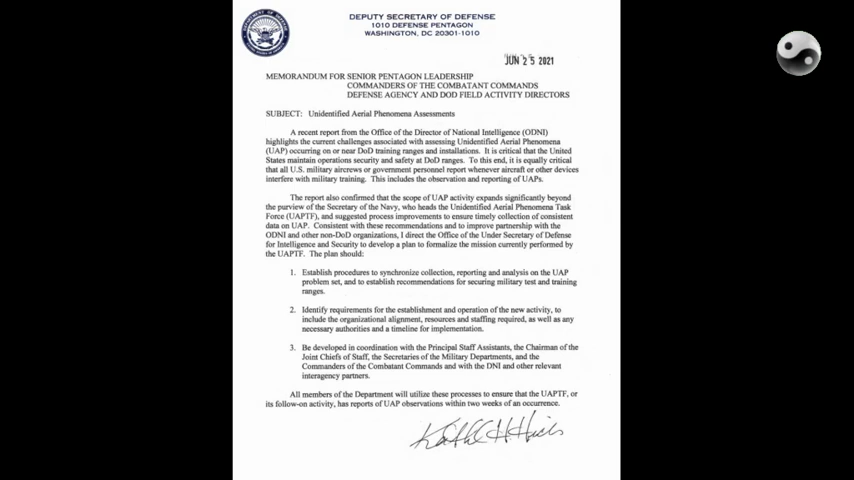 DEPUTY SECRETARY OF DEFENSE
1010 DEFENSE PENTAGON
WASHINGTON, DC 20301-1010
JUN 25 2021
MEMORANDUM FOR SENIOR PENTAGON LEADERSHIP
COMMANDERS OF THE COMBATANT COMMANDS
DEFENSE AGENCY AND DOD FIELD ACTIVITY DIRECTORS
SUBJECT: Unidentified Aerial Phenomena Assessments
A recent report from the Office of the Director of National Intelligence (ODNI)
highlights the current challenges associated with assessing Unidentified Aerial Phenomena
(UAP) occurring on or near DoD training ranges and installations. It is critical that the United
States maintain operations security and safety at DoD ranges. To this end, it is equally critical
that all U.S. military aircrews or government personnel report whenever aircraft or other devices
interfere with military training. This includes the observation and reporting of UAPs.
The report also confirmed that the scope of UAP activity expands significantly beyond
the purview of the Secretary of the Navy, who heads the Unidentified Aerial Phenomena Task
Force (UAPTF), and suggested process improvements to ensure timely collection of consistent
data on UAP. Consistent with these recommendations and to improve partnership with the
ODNI and other non-DoD organizations, I direct the Office of the Under Secretary of Defense
for Intelligence and Security to develop a plan to formalize the mission currently performed by
the UAPTF. The plan should:
1. Establish procedures to synchronize collection, reporting and analysis on the UAP
problem set, and to establish recommendations for securing military test and training
ranges.
2. Identify requirements for the establishment and operation of the new activity, to
include the organizational alignment, resources and staffing required, as well as any
necessary authorities and a timeline for implementation.
3. Be developed in coordination with the Principal Staff Assistants, the Chairman of the
Joint Chiefs of Staff, the Secretaries of the Military Departments, and the
Commanders of the Combatant Commands and with the DNI and other relevant
interagency partners.
All members of the Department will utilize these processes to ensure that the UAPTF, or
its follow-on activity, has reports of UAP observations within two weeks of an occurrence.